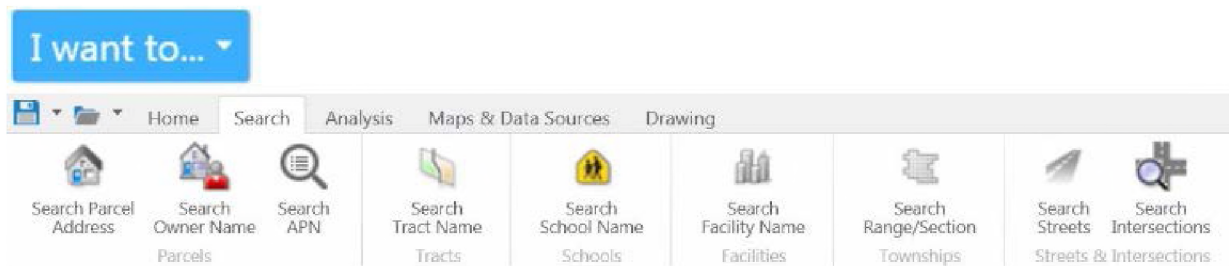 I want to...
Home Search Analysis Maps & Data Sources Drawing
Search Parcel Address
Search Owner Name
Search APN
Parcels
Search Tract Name
Tracts
Search School Name
Schools
Search Facility Name
Facilities
Search Range/Section
Townships
Search Streets
Search Intersections
Streets & Intersections